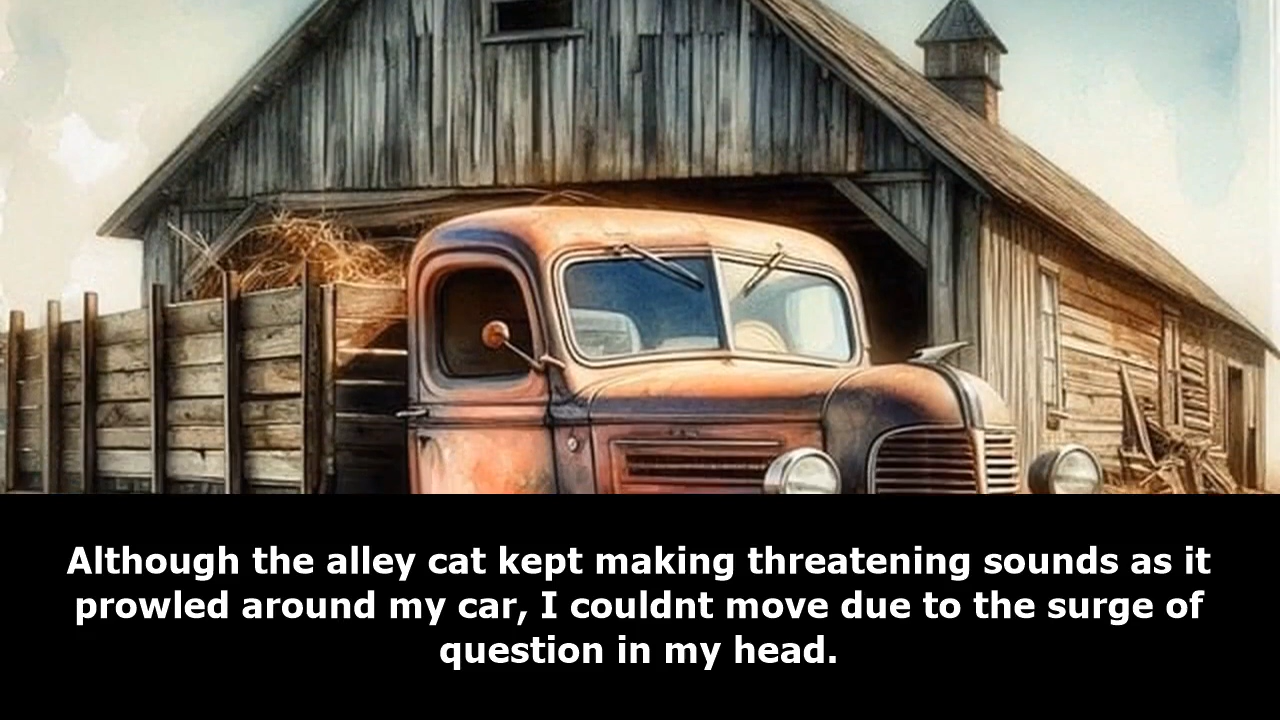 Although the alley cat kept making threatening sounds as it
prowled around my car, I couldnt move due to the surge of
question in my head.